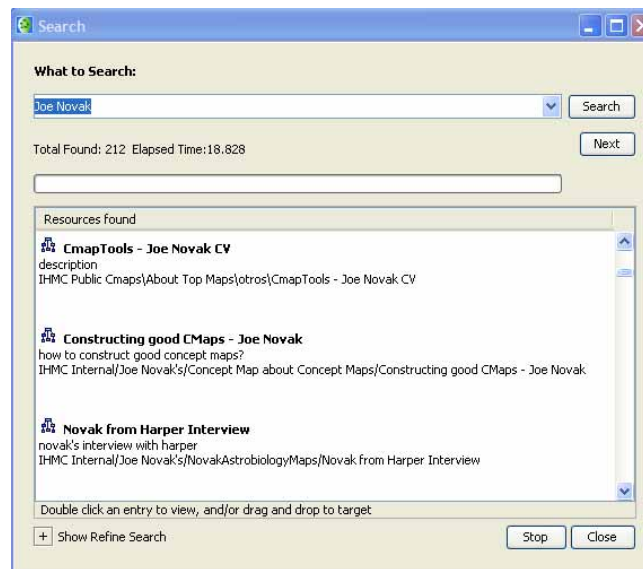 Search
What to Search:
Joe Novak
Search
Total Found: 212 Elapsed Time:18.828
Next
Resources found
CmapTools - Joe Novak CV
description
IHMC Public Cmaps\About Top Maps\otros\CmapTools - Joe Novak CV
Constructing good CMaps - Joe Novak
how to construct good concept maps?
IHMC Internal/Joe Novak's/Concept Map about Concept Maps/Constructing good CMaps - Joe Novak
Novak from Harper Interview
novak's interview with harper
IHMC Internal/Joe Novak's/NovakAstrobiologyMaps/Novak from Harper Interview
Double click an entry to view, and/or drag and drop to target
+ Show Refine Search
Stop
Close